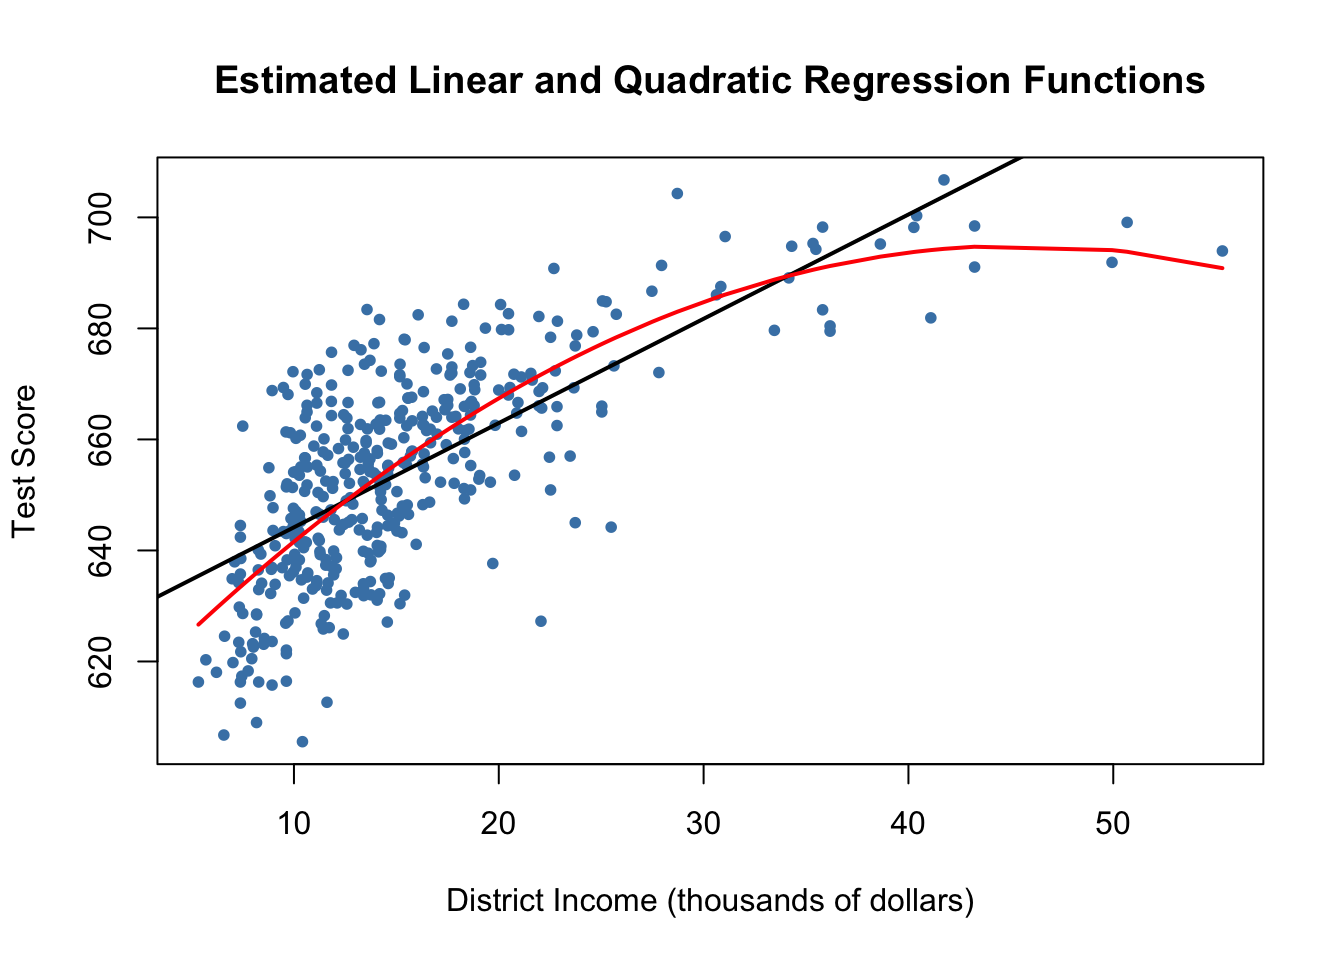 Estimated Linear and Quadratic Regression Functions
Test Score
700
680
660
640
620
10 20 30 40 50
District Income (thousands of dollars)